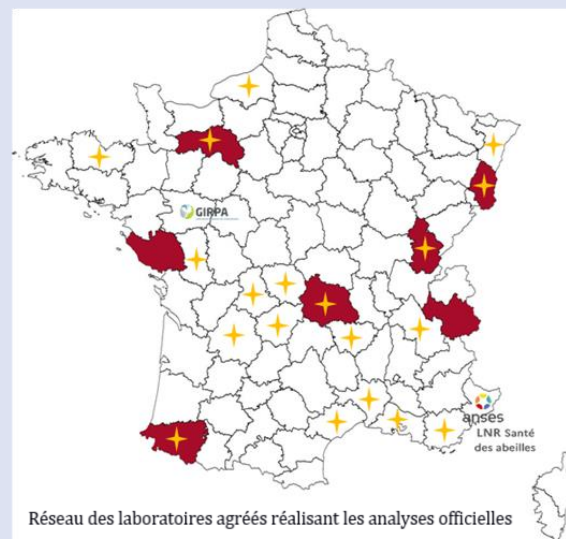 GIRPA
anses
LNR Santé
des abeilles
Réseau des laboratoires agréés réalisant les analyses officielles